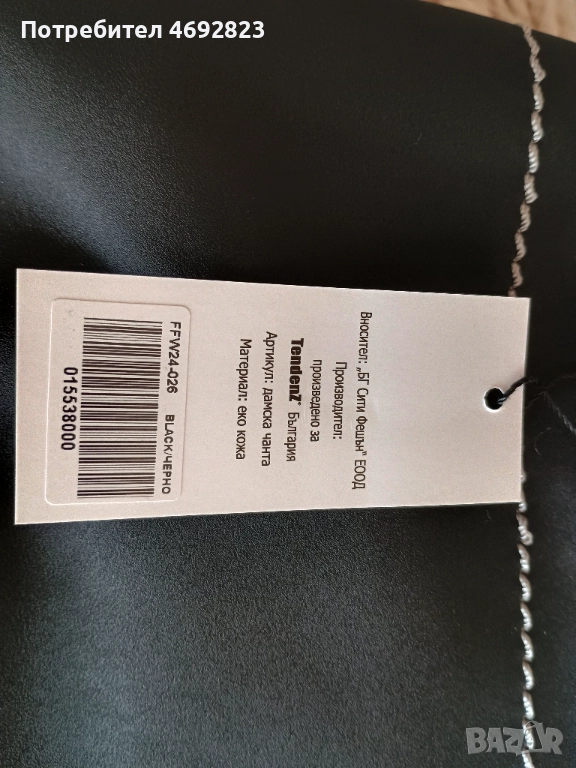 Потребител 4692823
Вносител: „БГ Сити Фешън" ЕООД
Производител:
произведено за
TendenZ® България
Артикул: дамска чанта
Материал: еко кожа
FFW24-026 BLACK/ЧЕРНО
015538000
BAZAR